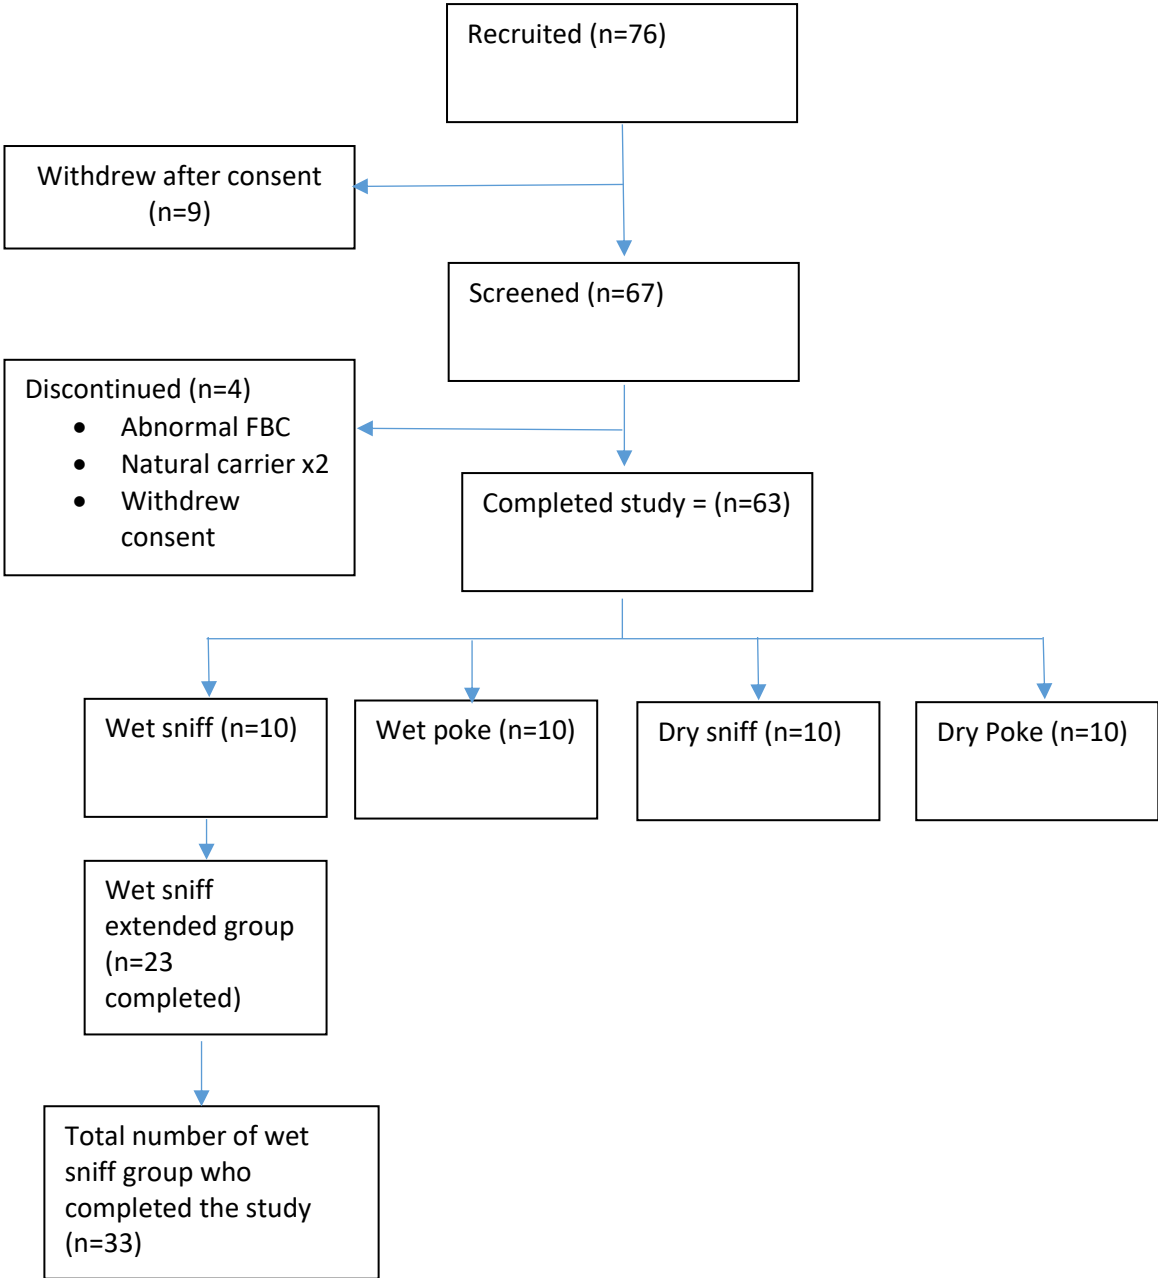 Recruited (n=76)
Withdrew after consent
(n=9)
Screened (n=67)
Discontinued (n=4)
• Abnormal FBC
• Natural carrier x2
• Withdrew
consent
Completed study = (n=63)
Wet sniff (n=10)
Wet poke (n=10)
Dry sniff (n=10)
Dry Poke (n=10)
Wet sniff
extended group
(n=23
completed)
Total number of wet
sniff group who
completed the study
(n=33)